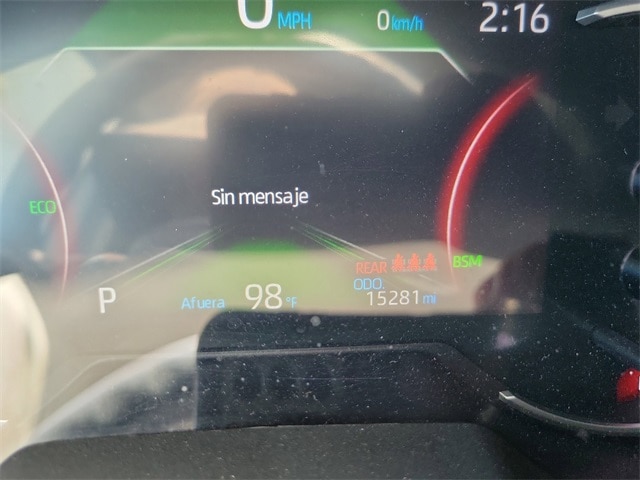 0 MPH 0 km/h 2:16
Sin mensaje
ECO
REAR BSM
ODO.
P Afuera 98 °F 15281 mi